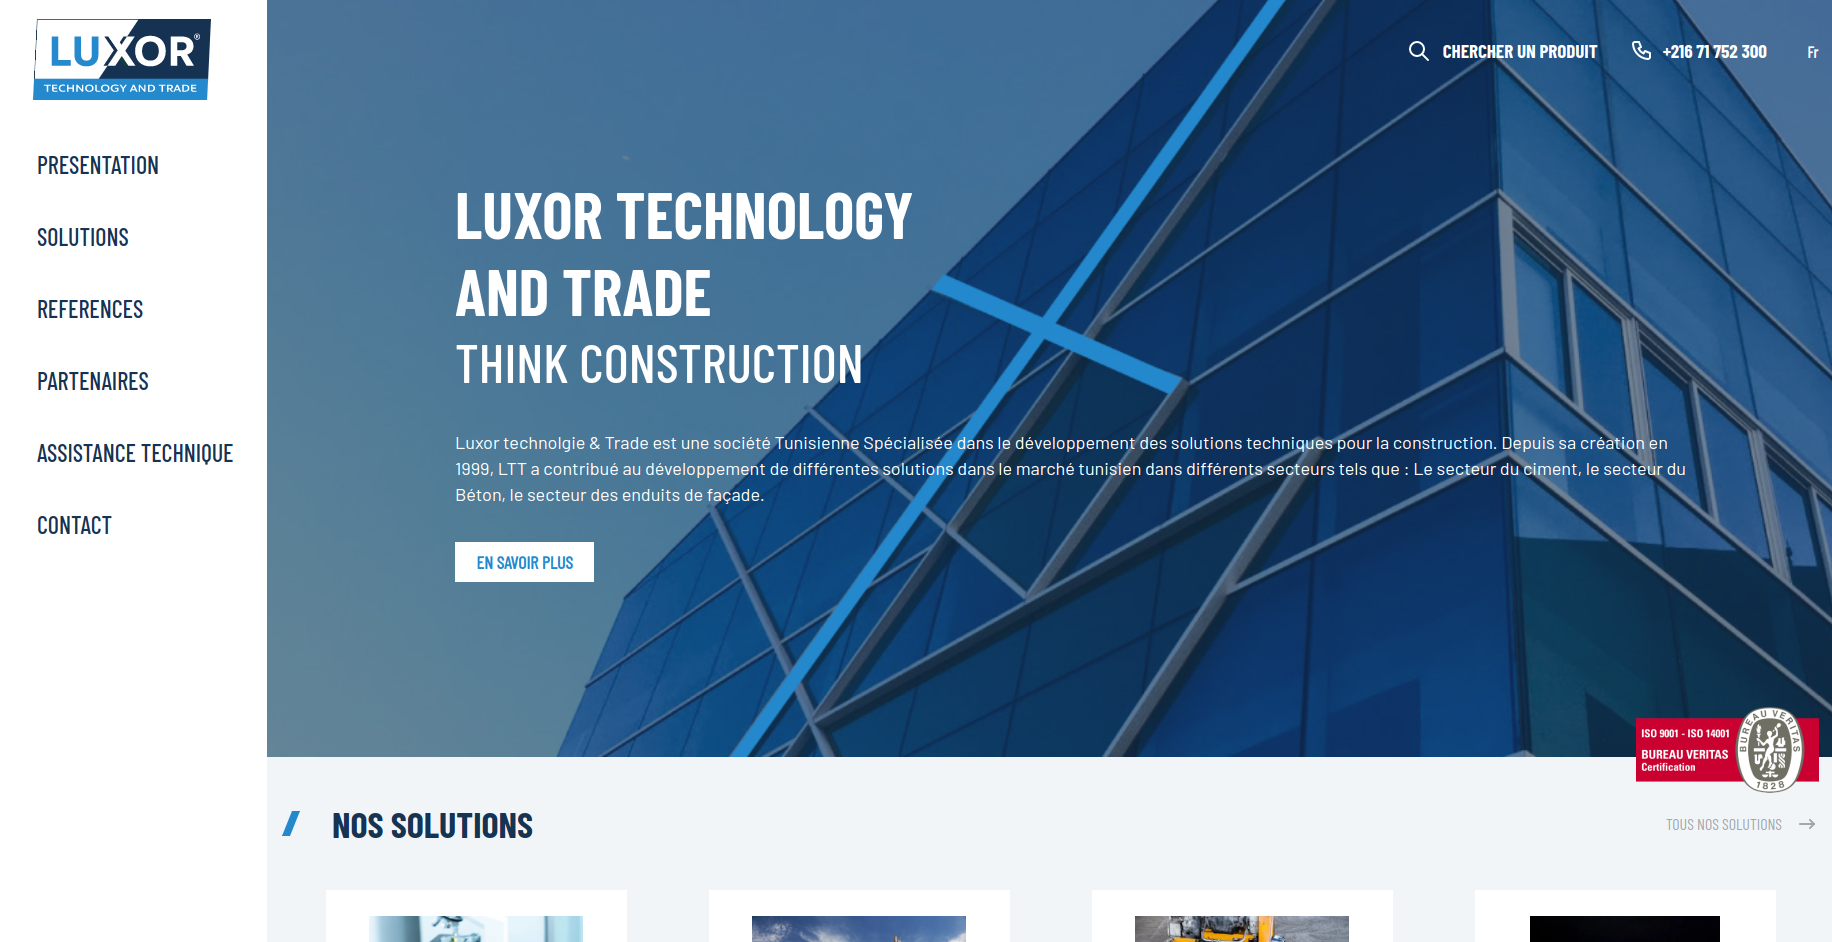 LUXOR®
TECHNOLOGY AND TRADE
PRESENTATION
SOLUTIONS
REFERENCES
PARTENAIRES
ASSISTANCE TECHNIQUE
CONTACT
CHERCHER UN PRODUIT
+216 71 752 300
Fr
LUXOR TECHNOLOGY
AND TRADE
THINK CONSTRUCTION
Luxor technolgie & Trade est une société Tunisienne Spécialisée dans le développement des solutions techniques pour la construction. Depuis sa création en
1999, LTT a contribué au développement de différentes solutions dans le marché tunisien dans différents secteurs tels que : Le secteur du ciment, le secteur du
Béton, le secteur des enduits de façade.
EN SAVOIR PLUS
ISO 9001 - ISO 14001
BUREAU VERITAS
Certification
BUREAU VERITAS
1828
NOS SOLUTIONS
TOUS NOS SOLUTIONS